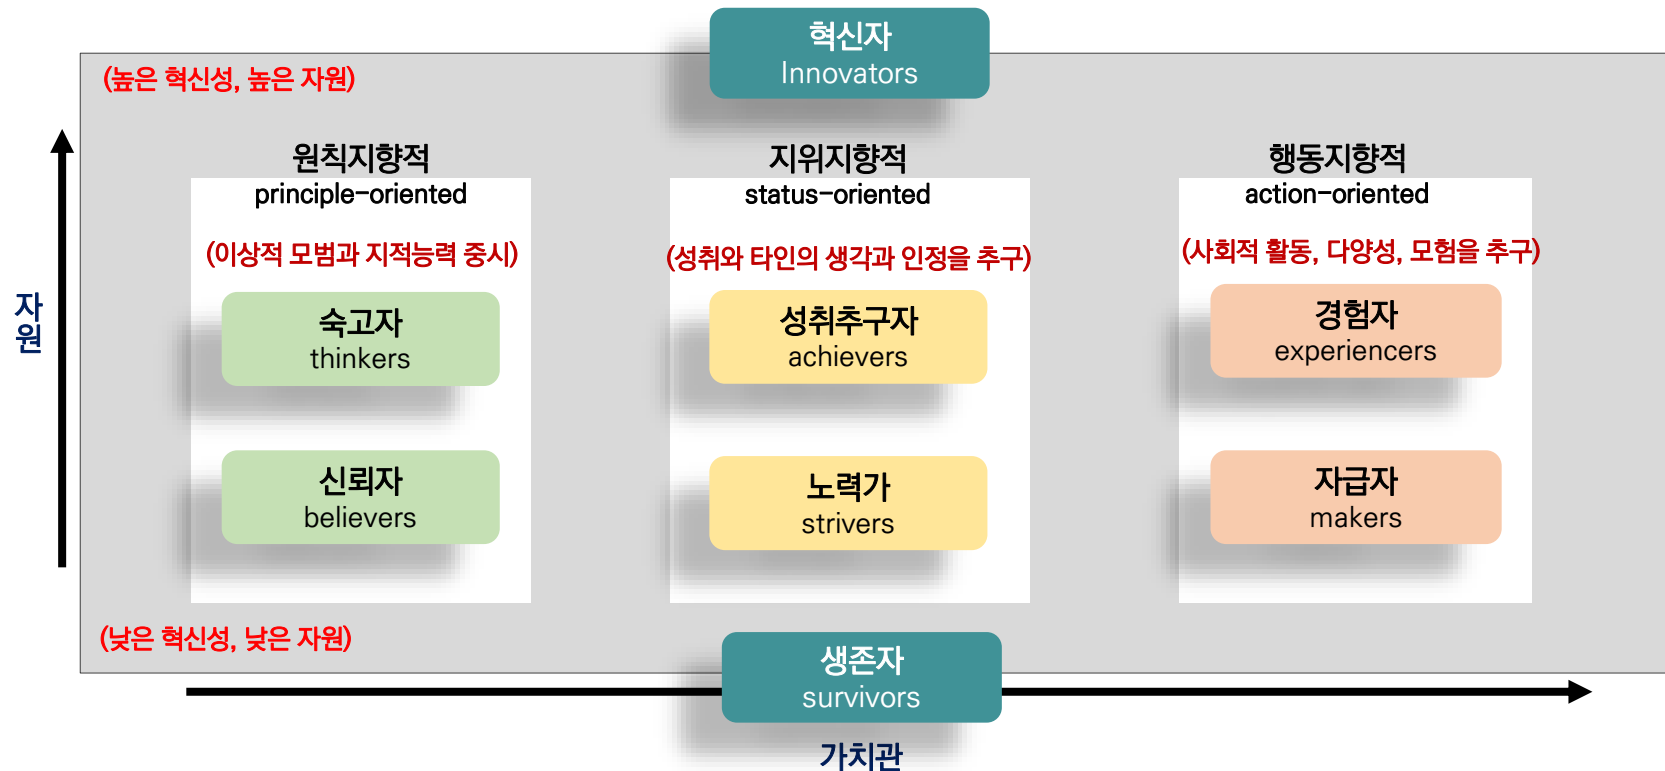 혁신자
Innovators
(높은 혁신성, 높은 자원)
원칙지향적
principle-oriented
(이상적 모범과 지적능력 중시)
숙고자
thinkers
신뢰자
believers
지위지향적
status-oriented
(성취와 타인의 생각과 인정을 추구)
성취추구자
achievers
노력가
strivers
행동지향적
action-oriented
(사회적 활동, 다양성, 모험을 추구)
경험자
experiencers
자급자
makers
자원
(낮은 혁신성, 낮은 자원)
생존자
survivors
가치관